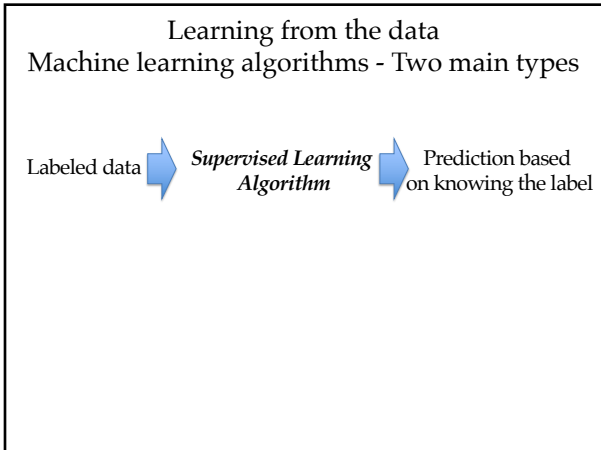 Learning from the data
Machine learning algorithms - Two main types
Labeled data
Supervised Learning
Algorithm
Prediction based
on knowing the label